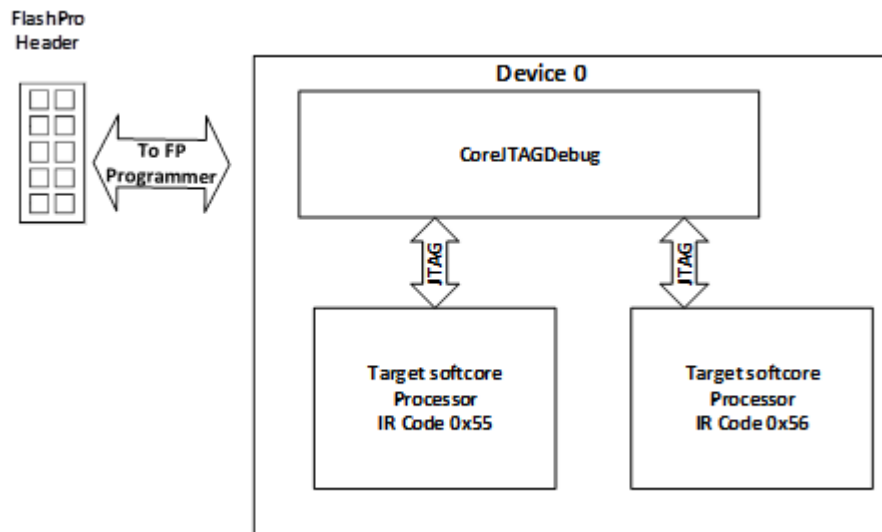 FlashPro
Header
Device 0
CoreJTAGDebug
To FP
Programmer
JTAG
JTAG
Target softcore
Processor
IR Code 0x55
Target softcore
Processor
IR Code 0x56